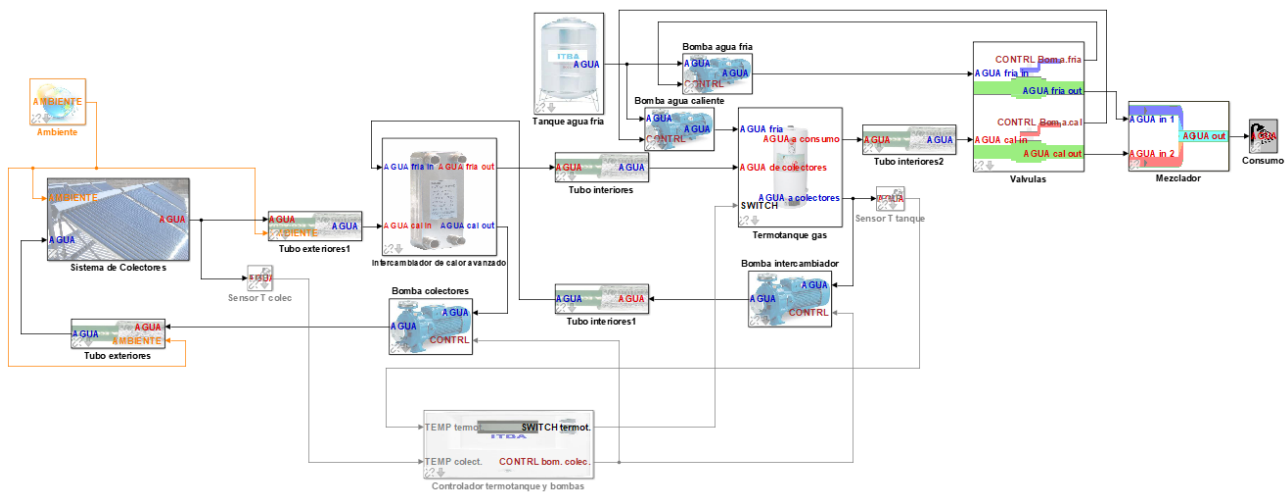 Bomba agua fria
AGUA
AGUA
CONTRL
AGUA
Tanque agua fria
ITBA
Bomba agua caliente
AGUA
CONTRL
AGUA
AGUA fria
AGUA a consumo
AGUA de colectores
AGUA a colectores
SWITCH
Termotanque gas
AGUA
AGUA
Tubo interiores2
CONTRL Bom.a.fria
AGUA fria in
AGUA fria out
CONTRL Bom.a.cal
AGUA cal in
AGUA cal out
Valvulas
AGUA in 1
AGUA out
AGUA in 2
Mezclador
AGUA
Consumo
AMBIENTE
Ambiente
AMBIENTE
AGUA
AGUA
Sistema de Colectores
AGUA
AMBIENTE
AGUA
Tubo exteriores1
AGUA fria in
AGUA fria out
AGUA cal in
AGUA cal out
Intercambiador de calor avanzado
AGUA
AGUA
Tubo interiores
Sensor T tanque
Sensor T colec
Bomba colectores
AGUA
AGUA
CONTRL
AGUA
AGUA
Tubo interiores1
Bomba intercambiador
AGUA
AGUA
CONTRL
AGUA
AGUA
AMBIENTE
Tubo exteriores
TEMP termot.
SWITCH termot.
ITBA
TEMP colect.
CONTRL bom. colec.
Controlador termotanque y bombas